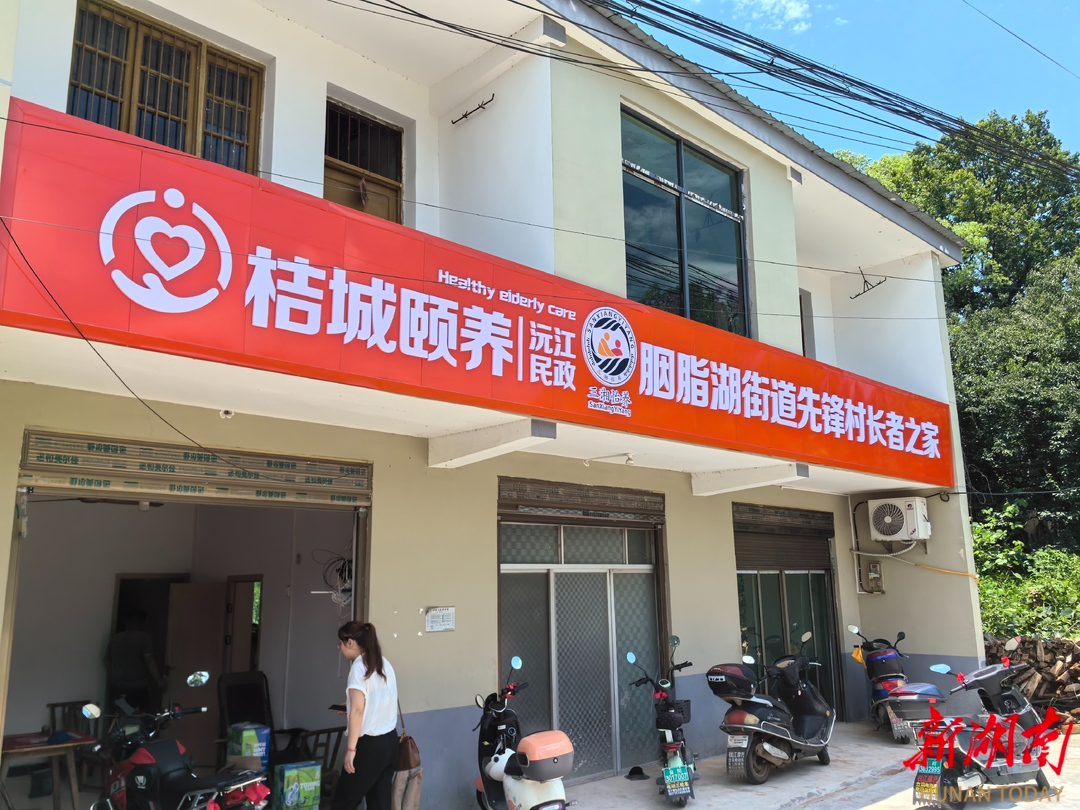 Healthy elderly care
桔城颐养
沅江
民政
SANXIANGYIYANG
三湘怡养
SanXiangYiYang
胭脂湖街道先锋村长者之家
新湖南
HUNAN TODAY